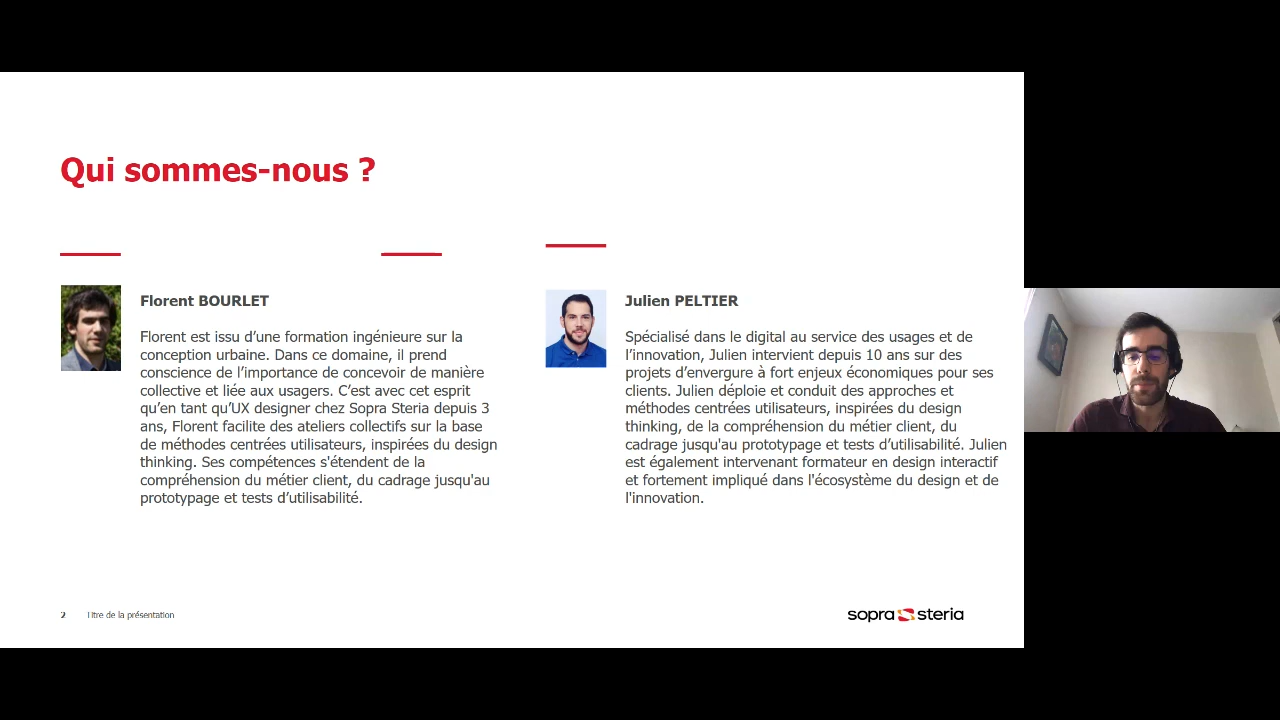 Qui sommes-nous ?
Florent BOURLET
Florent est issu d’une formation ingénieure sur la
conception urbaine. Dans ce domaine, il prend
conscience de l’importance de concevoir de manière
collective et liée aux usagers. C’est avec cet esprit
qu’en tant qu’UX designer chez Sopra Steria depuis 3
ans, Florent facilite des ateliers collectifs sur la base
de méthodes centrées utilisateurs, inspirées du design
thinking. Ses compétences s'étendent de la
compréhension du métier client, du cadrage jusqu'au
prototypage et tests d’utilisabilité.
Julien PELTIER
Spécialisé dans le digital au service des usages et de
l’innovation, Julien intervient depuis 10 ans sur des
projets d’envergure à fort enjeux économiques pour ses
clients. Julien déploie et conduit des approches et
méthodes centrées utilisateurs, inspirées du design
thinking, de la compréhension du métier client, du
cadrage jusqu'au prototypage et tests d’utilisabilité. Julien
est également intervenant formateur en design interactif
et fortement impliqué dans l'écosystème du design et de
l'innovation.
2 Titre de la présentation
sopra steria